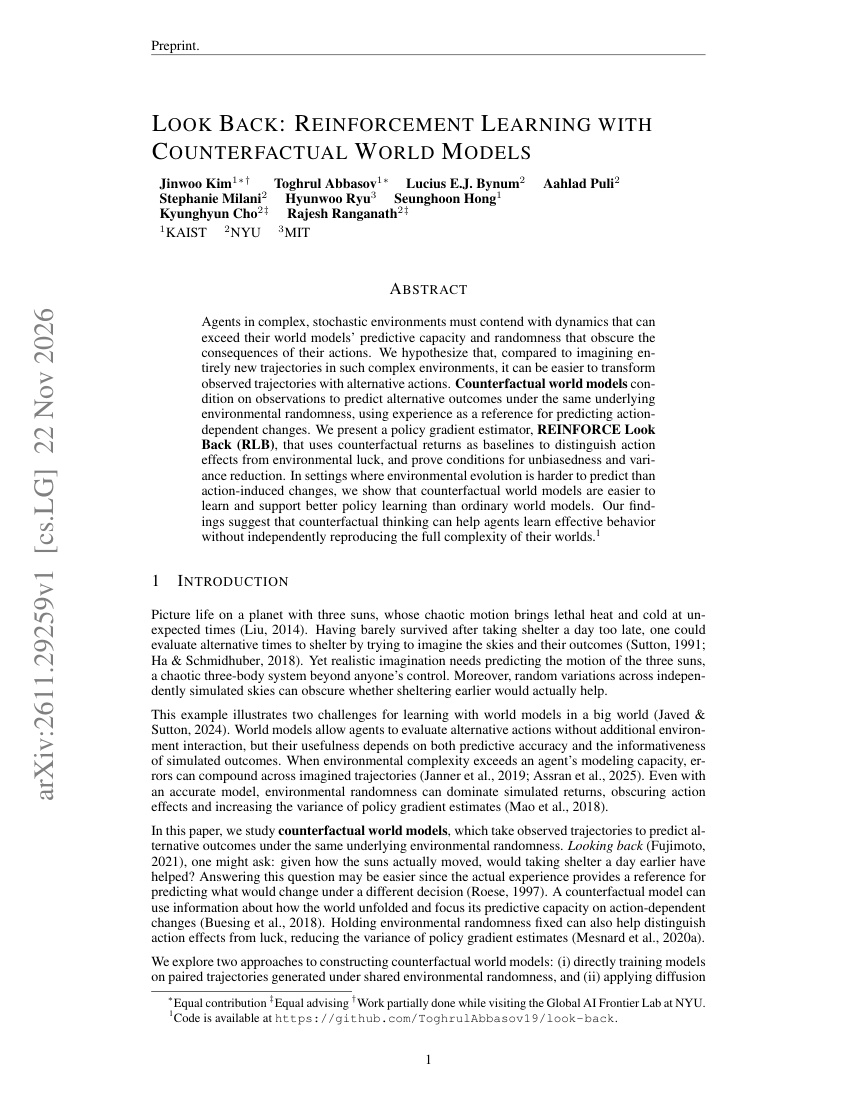 Preprint.
LOOK BACK: REINFORCEMENT LEARNING WITH
COUNTERFACTUAL WORLD MODELS
Jinwoo Kim1∗† Toghrul Abbasov1∗ Lucius E.J. Bynum2 Aahlad Puli2
Stephanie Milani2 Hyunwoo Ryu3 Seunghoon Hong1
Kyunghyun Cho2‡ Rajesh Ranganath2‡
1KAIST 2NYU 3MIT
ABSTRACT
Agents in complex, stochastic environments must contend with dynamics that can
exceed their world models' predictive capacity and randomness that obscure the
consequences of their actions. We hypothesize that, compared to imagining en-
tirely new trajectories in such complex environments, it can be easier to transform
observed trajectories with alternative actions. Counterfactual world models con-
dition on observations to predict alternative outcomes under the same underlying
environmental randomness, using experience as a reference for predicting action-
dependent changes. We present a policy gradient estimator, REINFORCE Look
Back (RLB), that uses counterfactual returns as baselines to distinguish action
effects from environmental luck, and prove conditions for unbiasedness and vari-
ance reduction. In settings where environmental evolution is harder to predict than
action-induced changes, we show that counterfactual world models are easier to
learn and support better policy learning than ordinary world models. Our find-
ings suggest that counterfactual thinking can help agents learn effective behavior
without independently reproducing the full complexity of their worlds.1
1 INTRODUCTION
Picture life on a planet with three suns, whose chaotic motion brings lethal heat and cold at un-
expected times (Liu, 2014). Having barely survived after taking shelter a day too late, one could
evaluate alternative times to shelter by trying to imagine the skies and their outcomes (Sutton, 1991;
Ha & Schmidhuber, 2018). Yet realistic imagination needs predicting the motion of the three suns,
a chaotic three-body system beyond anyone's control. Moreover, random variations across indepen-
dently simulated skies can obscure whether sheltering earlier would actually help.
This example illustrates two challenges for learning with world models in a big world (Javed &
Sutton, 2024). World models allow agents to evaluate alternative actions without additional environ-
ment interaction, but their usefulness depends on both predictive accuracy and the informativeness
of simulated outcomes. When environmental complexity exceeds an agent's modeling capacity, er-
rors can compound across imagined trajectories (Janner et al., 2019; Assran et al., 2025). Even with
an accurate model, environmental randomness can dominate simulated returns, obscuring action
effects and increasing the variance of policy gradient estimates (Mao et al., 2018).
In this paper, we study counterfactual world models, which take observed trajectories to predict al-
ternative outcomes under the same underlying environmental randomness. Looking back (Fujimoto,
2021), one might ask: given how the suns actually moved, would taking shelter a day earlier have
helped? Answering this question may be easier since the actual experience provides a reference for
predicting what would change under a different decision (Roese, 1997). A counterfactual model can
use information about how the world unfolded and focus its predictive capacity on action-dependent
changes (Buesing et al., 2018). Holding environmental randomness fixed can also help distinguish
action effects from luck, reducing the variance of policy gradient estimates (Mesnard et al., 2020a).
We explore two approaches to constructing counterfactual world models: (i) directly training models
on paired trajectories generated under shared environmental randomness, and (ii) applying diffusion
∗Equal contribution ‡Equal advising †Work partially done while visiting the Global AI Frontier Lab at NYU.
1Code is available at https://github.com/ToghrulAbbasov19/look-back.
1
arXiv:2611.29259v1 [cs.LG] 22 Nov 2026